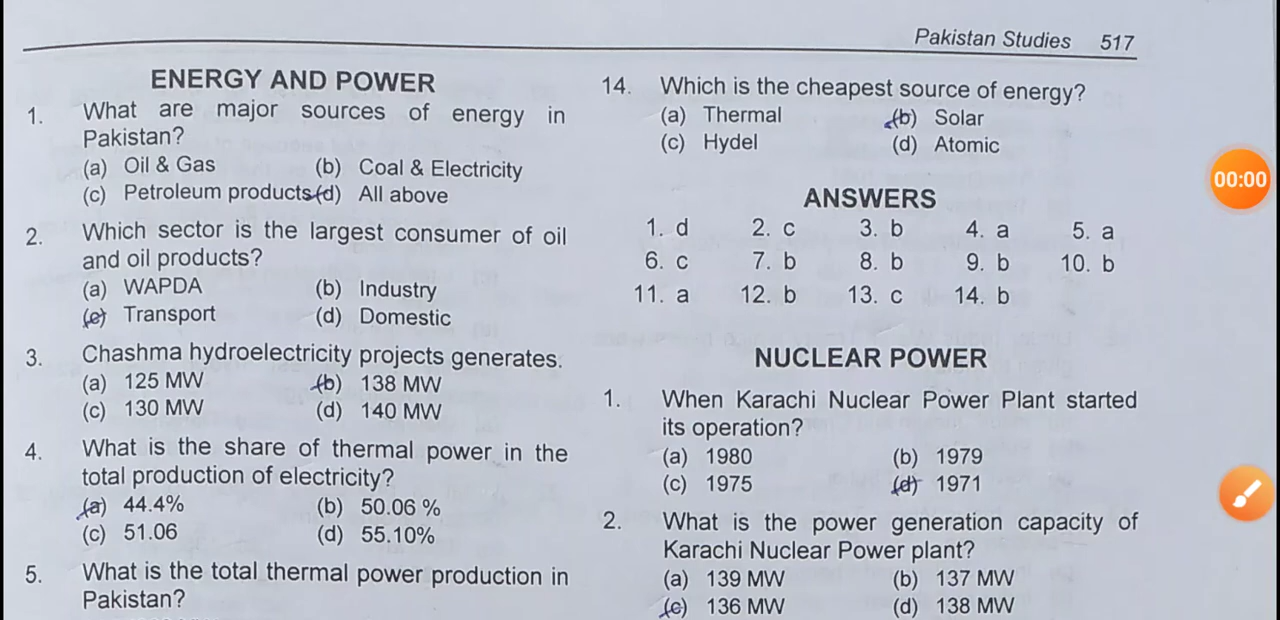 Pakistan Studies 517
ENERGY AND POWER
1. What are major sources of energy in
Pakistan?
(a) Oil & Gas (b) Coal & Electricity
(c) Petroleum products (d) All above
2. Which sector is the largest consumer of oil
and oil products?
(a) WAPDA (b) Industry
(c) Transport (d) Domestic
3. Chashma hydroelectricity projects generates:
(a) 125 MW (b) 138 MW
(c) 130 MW (d) 140 MW
4. What is the share of thermal power in the
total production of electricity?
(a) 44.4% (b) 50.06 %
(c) 51.06 (d) 55.10%
5. What is the total thermal power production in
Pakistan?
14. Which is the cheapest source of energy?
(a) Thermal (b) Solar
(c) Hydel (d) Atomic
ANSWERS
1. d 2. c 3. b 4. a 5. a
6. c 7. b 8. b 9. b 10. b
11. a 12. b 13. c 14. b
NUCLEAR POWER
1. When Karachi Nuclear Power Plant started
its operation?
(a) 1980 (b) 1979
(c) 1975 (d) 1971
2. What is the power generation capacity of
Karachi Nuclear Power plant?
(a) 139 MW (b) 137 MW
(c) 136 MW (d) 138 MW
00:00